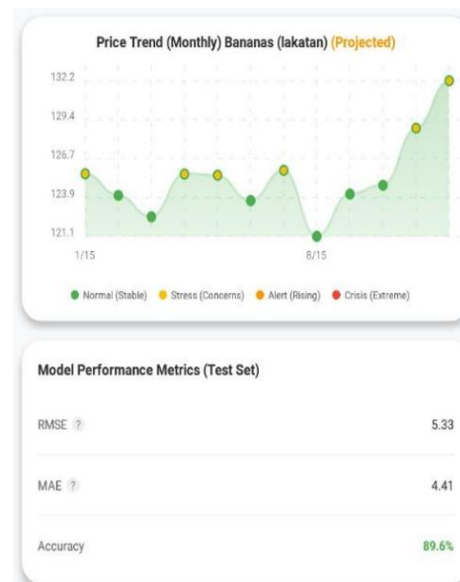 Price Trend (Monthly) Bananas (lakatan) (Projected)
132.2
129.4
126.7
123.9
121.1
1/15 8/15
Normal (Stable) Stress (Concerns) Alert (Rising) Crisis (Extreme)
Model Performance Metrics (Test Set)
RMSE ? 5.33
MAE ? 4.41
Accuracy 89.6%